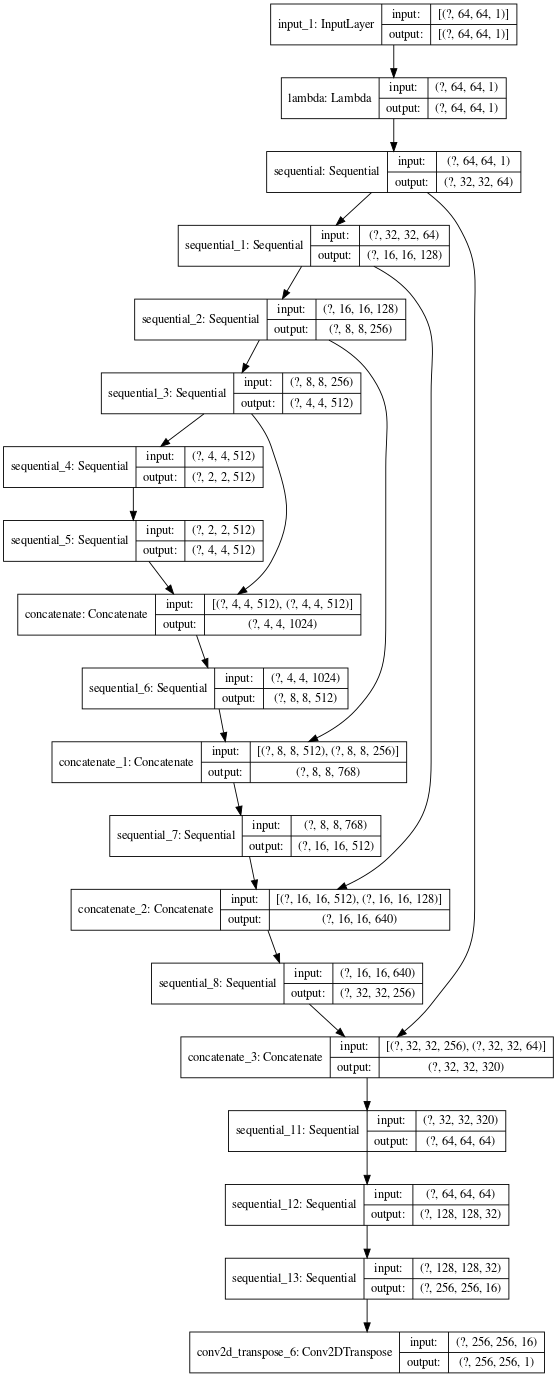 input_1: InputLayer
input: [(?, 64, 64, 1)]
output: [(?, 64, 64, 1)]
lambda: Lambda
input: (?, 64, 64, 1)
output: (?, 64, 64, 1)
sequential: Sequential
input: (?, 64, 64, 1)
output: (?, 32, 32, 64)
sequential_1: Sequential
input: (?, 32, 32, 64)
output: (?, 16, 16, 128)
sequential_2: Sequential
input: (?, 16, 16, 128)
output: (?, 8, 8, 256)
sequential_3: Sequential
input: (?, 8, 8, 256)
output: (?, 4, 4, 512)
sequential_4: Sequential
input: (?, 4, 4, 512)
output: (?, 2, 2, 512)
sequential_5: Sequential
input: (?, 2, 2, 512)
output: (?, 4, 4, 512)
concatenate: Concatenate
input: [(?, 4, 4, 512), (?, 4, 4, 512)]
output: (?, 4, 4, 1024)
sequential_6: Sequential
input: (?, 4, 4, 1024)
output: (?, 8, 8, 512)
concatenate_1: Concatenate
input: [(?, 8, 8, 512), (?, 8, 8, 256)]
output: (?, 8, 8, 768)
sequential_7: Sequential
input: (?, 8, 8, 768)
output: (?, 16, 16, 512)
concatenate_2: Concatenate
input: [(?, 16, 16, 512), (?, 16, 16, 128)]
output: (?, 16, 16, 640)
sequential_8: Sequential
input: (?, 16, 16, 640)
output: (?, 32, 32, 256)
concatenate_3: Concatenate
input: [(?, 32, 32, 256), (?, 32, 32, 64)]
output: (?, 32, 32, 320)
sequential_11: Sequential
input: (?, 32, 32, 320)
output: (?, 64, 64, 64)
sequential_12: Sequential
input: (?, 64, 64, 64)
output: (?, 128, 128, 32)
sequential_13: Sequential
input: (?, 128, 128, 32)
output: (?, 256, 256, 16)
conv2d_transpose_6: Conv2DTranspose
input: (?, 256, 256, 16)
output: (?, 256, 256, 1)